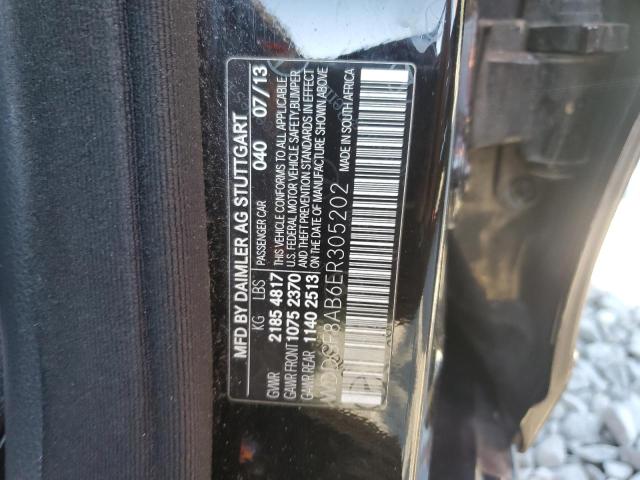 MFD BY DAIMLER AG STUTTGART
PASSENGER CAR 040 07/13
KG LBS THIS VEHICLE CONFORMS TO ALL APPLICABLE
GVWR 2185 4817 U.S. FEDERAL MOTOR VEHICLE SAFETY,BUMPER
GAWR FRONT 1075 2370 AND THEFT PREVENTION STANDARDS IN EFFECT
GAWR REAR 1140 2513 ON THE DATE OF MANUFACTURE SHOWN ABOVE
8AB6ER305202 MADE IN SOUTH AFRICA